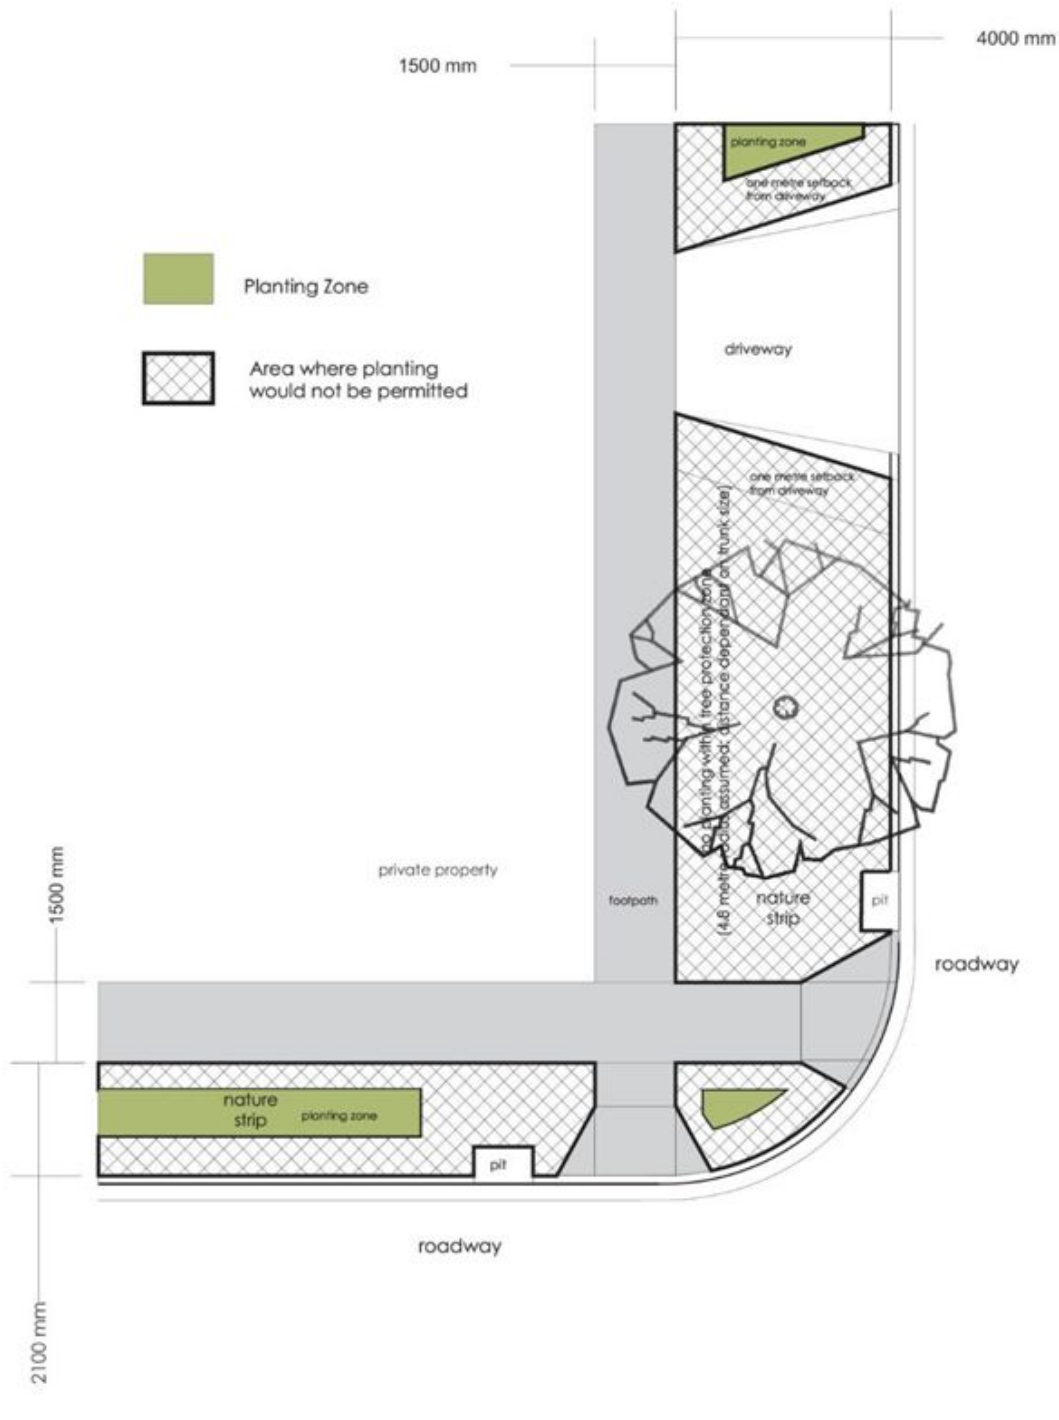 4000 mm
1500 mm
planting zone
one metre setback
from driveway
Planting Zone
driveway
Area where planting
would not be permitted
one metre setback
from driveway
no planting within tree protection zone
(4.8 metre radius assumed; distance dependant on trunk size)
private property
footpath
nature
strip
pit
roadway
1500 mm
nature
strip
planting zone
pit
roadway
2100 mm